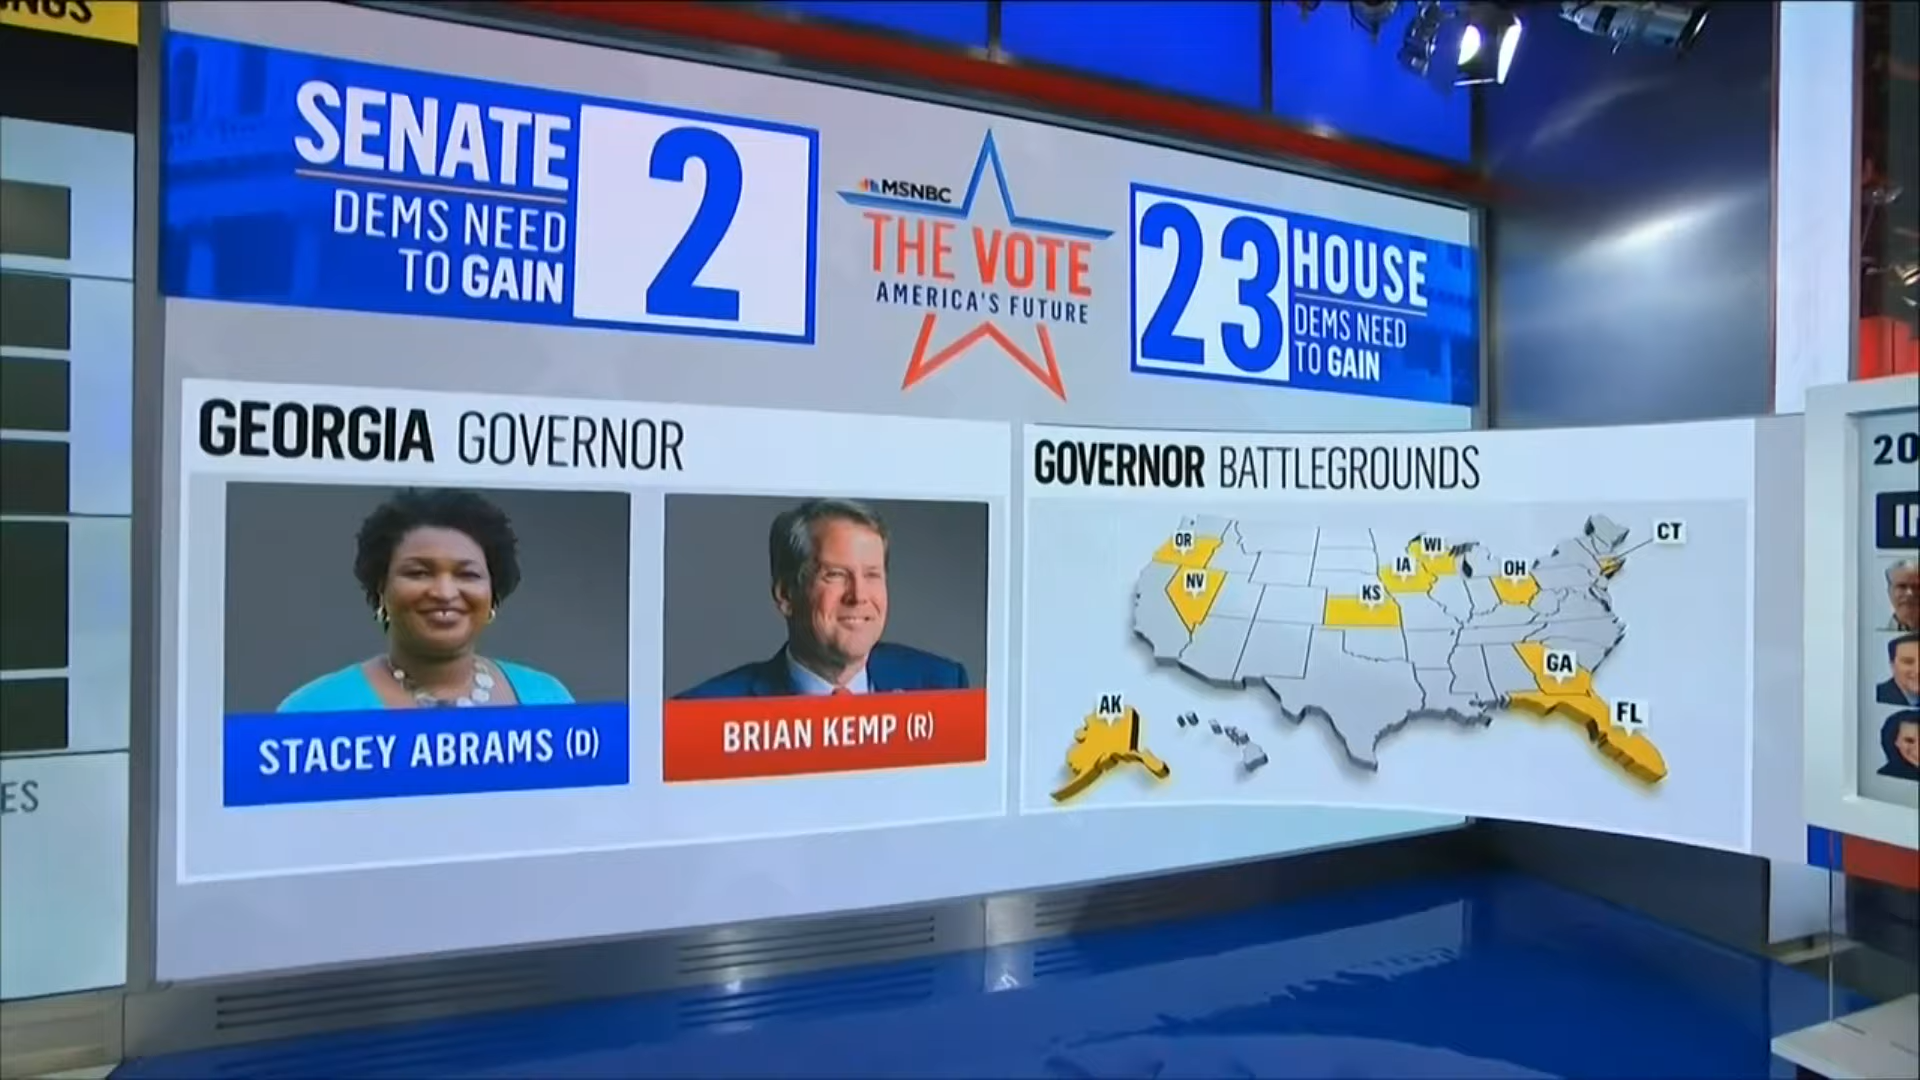 SENATE
DEMS NEED
TO GAIN
2
MSNBC
THE VOTE
AMERICA'S FUTURE
23
HOUSE
DEMS NEED
TO GAIN
GEORGIA GOVERNOR
STACEY ABRAMS (D)
BRIAN KEMP (R)
GOVERNOR BATTLEGROUNDS
OR
NV
KS
IA
WI
OH
CT
GA
FL
AK
ES
20